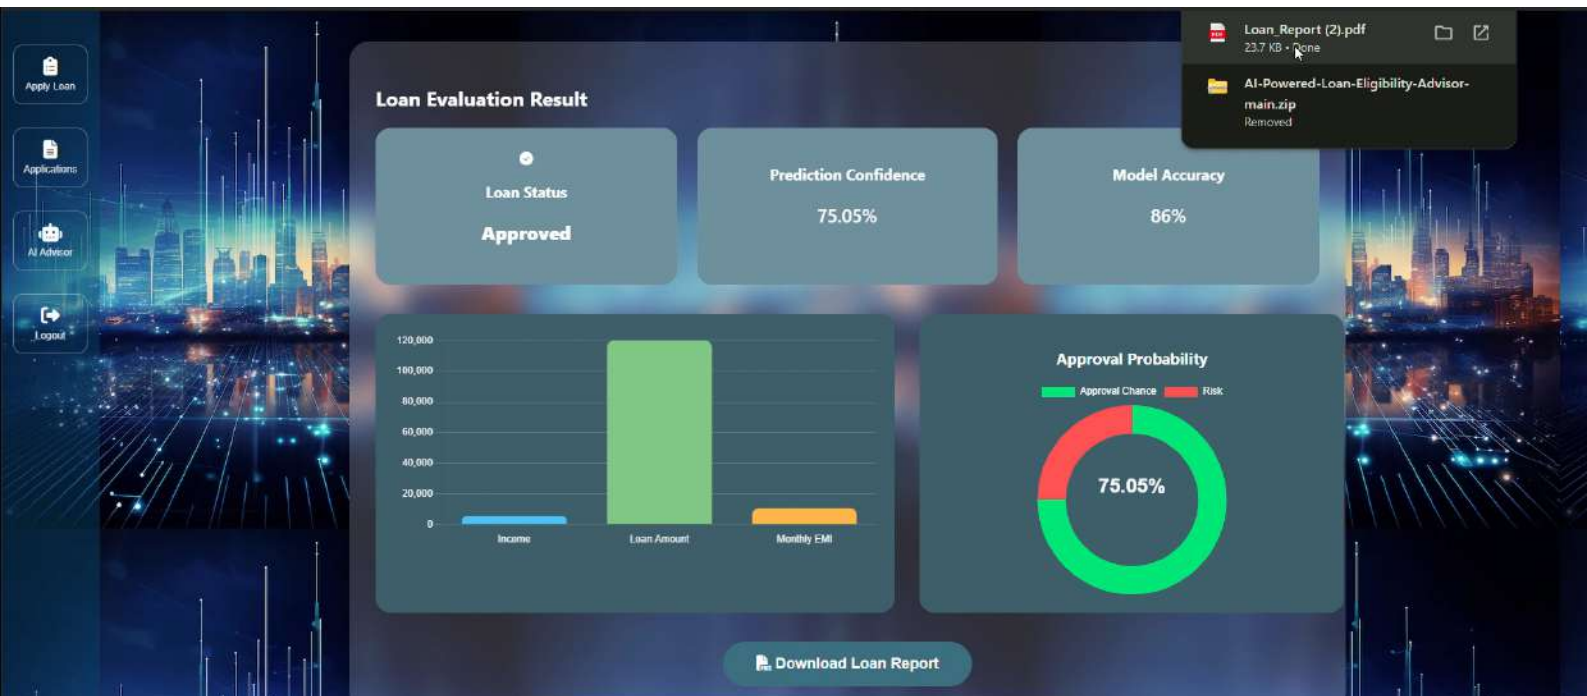 Apply Loan
Applications
AI Advisor
Logout
Loan_Report (2).pdf
23.7 KB • Done
AI-Powered-Loan-Eligibility-Advisor-
main.zip
Removed
Loan Evaluation Result
Loan Status
Approved
Prediction Confidence
75.05%
Model Accuracy
86%
120,000
100,000
80,000
60,000
40,000
20,000
0
Income
Loan Amount
Monthly EMI
Approval Probability
Approval Chance
Risk
75.05%
Download Loan Report